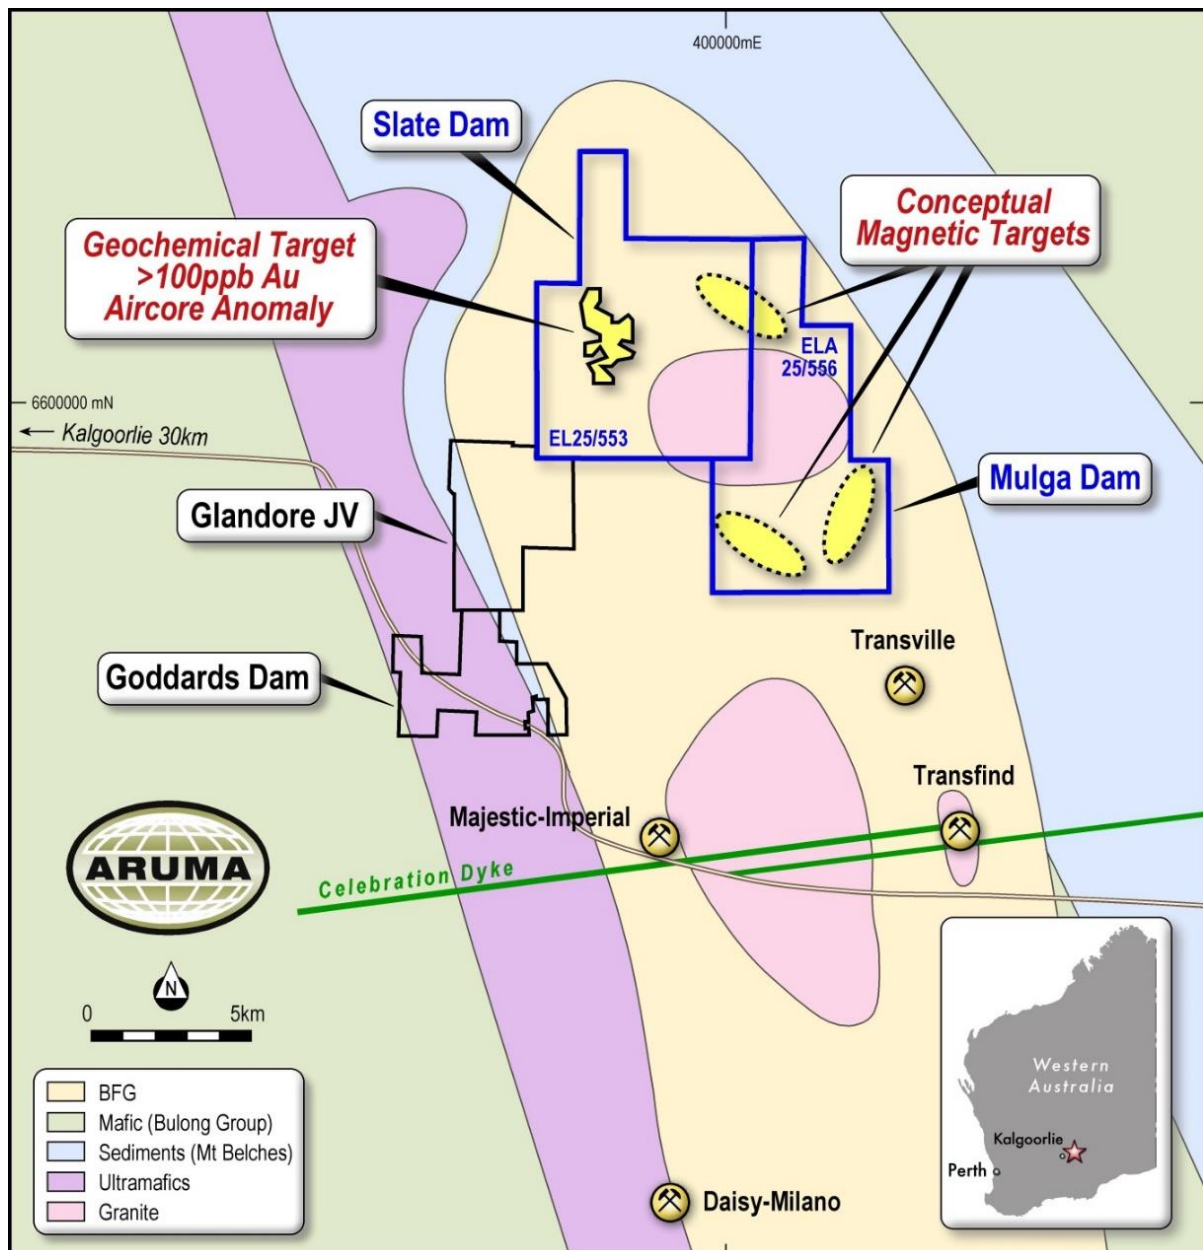 400000mE
Slate Dam
Conceptual
Magnetic Targets
Geochemical Target
>100ppb Au
Aircore Anomaly
ELA
25/556
6600000 mN
← Kalgoorlie 30km
EL25/553
Mulga Dam
Glandore JV
Transville
Goddards Dam
Transfind
Majestic-Imperial
ARUMA
Celebration Dyke
N
0 5km
BFG
Mafic (Bulong Group)
Sediments (Mt Belches)
Ultramafics
Granite
Western
Australia
Kalgoorlie
Perth
Daisy-Milano